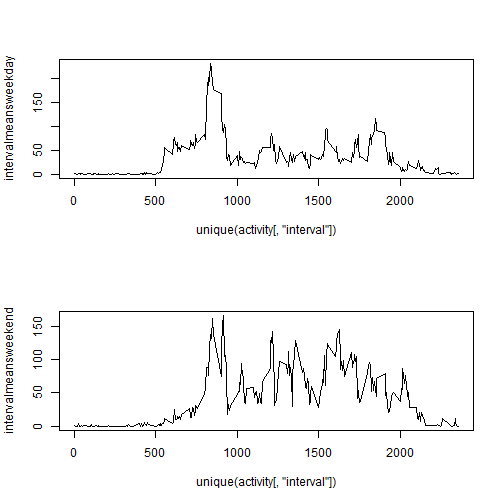 intervalmeansweekday
0 50 150
0 500 1000 1500 2000
unique(activity[, "interval"])
intervalmeansweekend
0 50 100 150
0 500 1000 1500 2000
unique(activity[, "interval"])